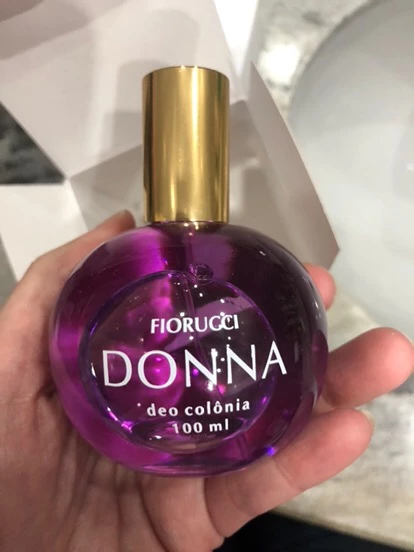 FIORUCCI
DONNA
deo colônia
100 ml